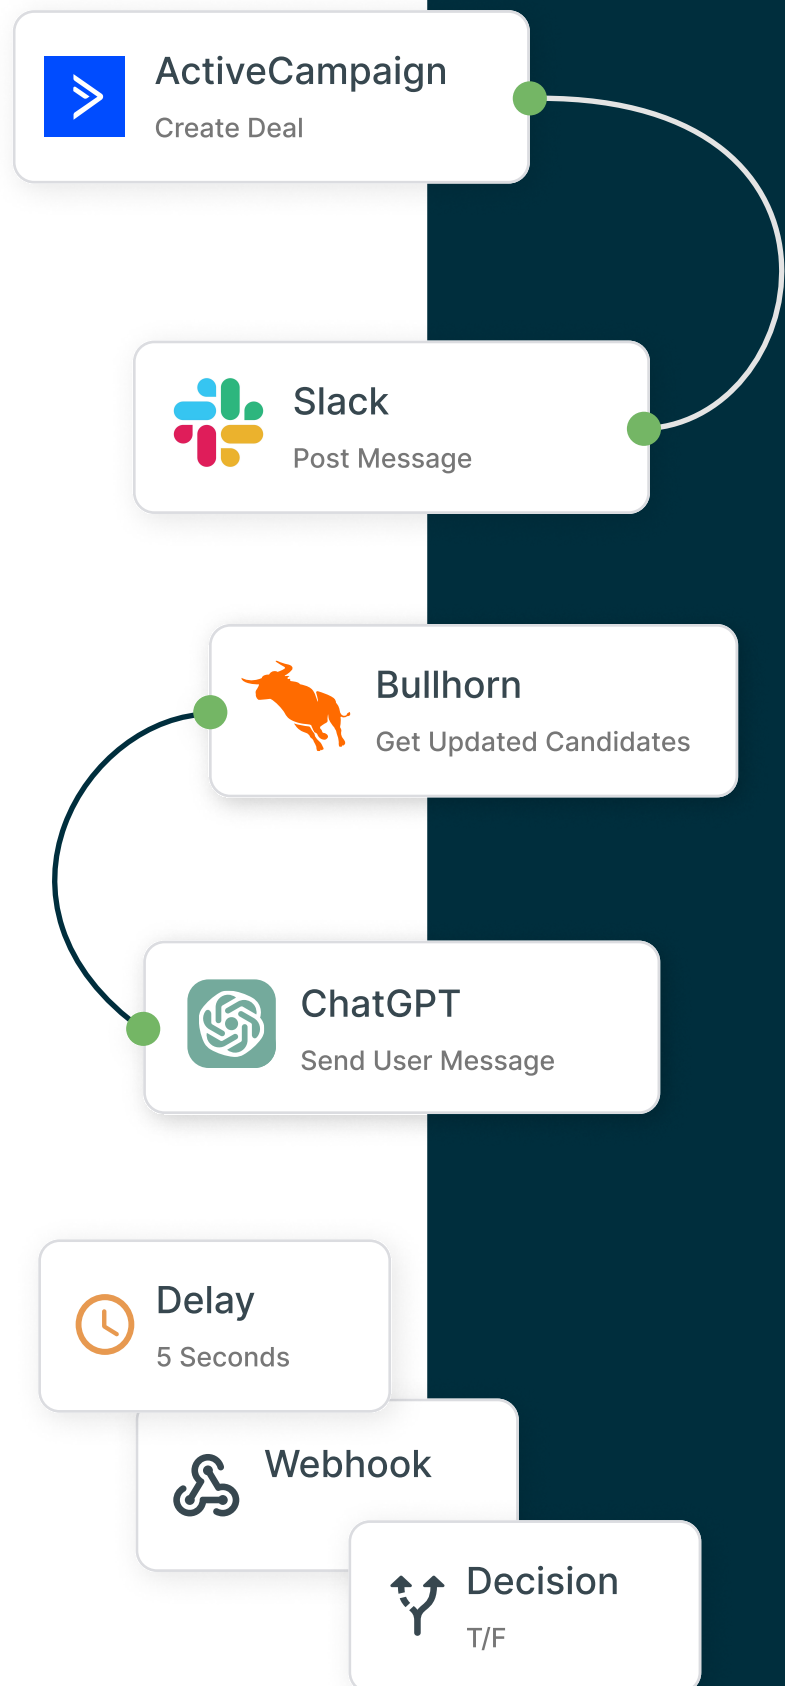 ActiveCampaign
Create Deal
Slack
Post Message
Bullhorn
Get Updated Candidates
ChatGPT
Send User Message
Delay
5 Seconds
Webhook
Decision
T/F